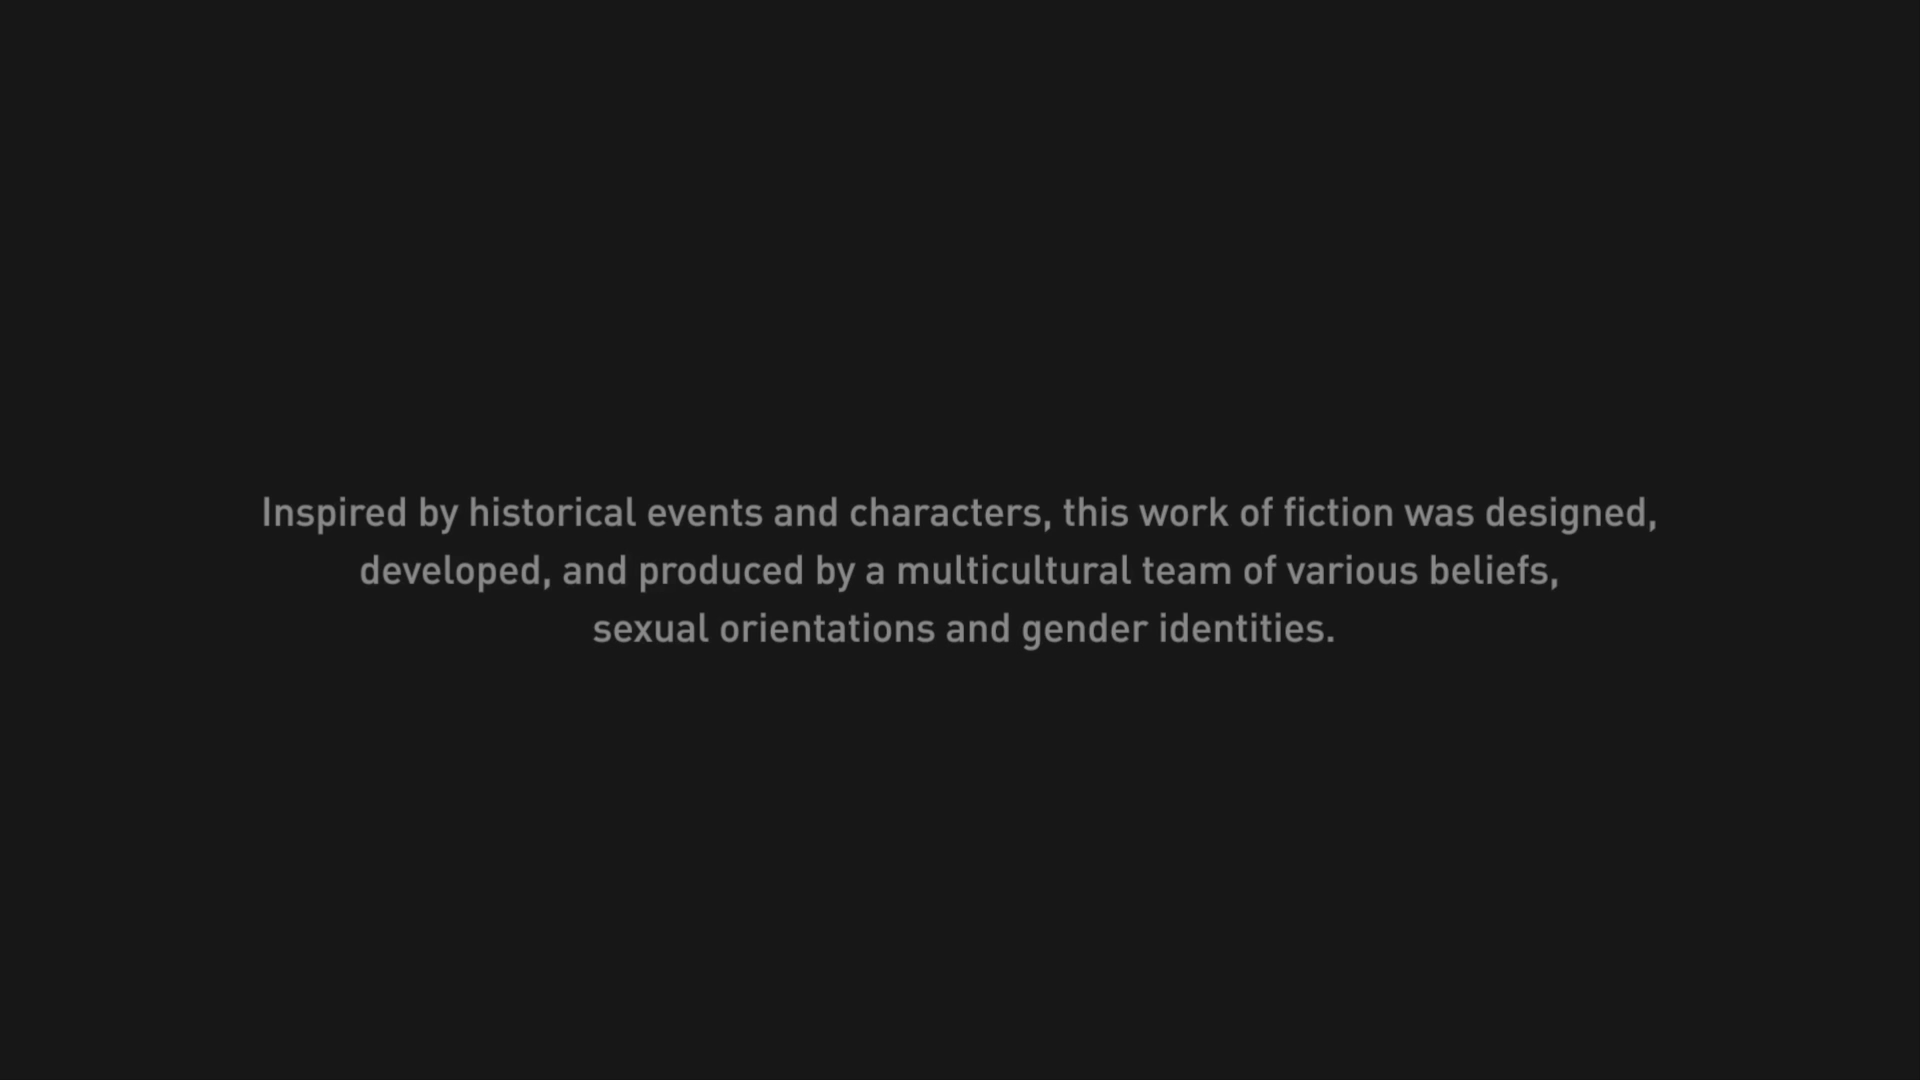 Inspired by historical events and characters, this work of fiction was designed,
developed, and produced by a multicultural team of various beliefs,
sexual orientations and gender identities.